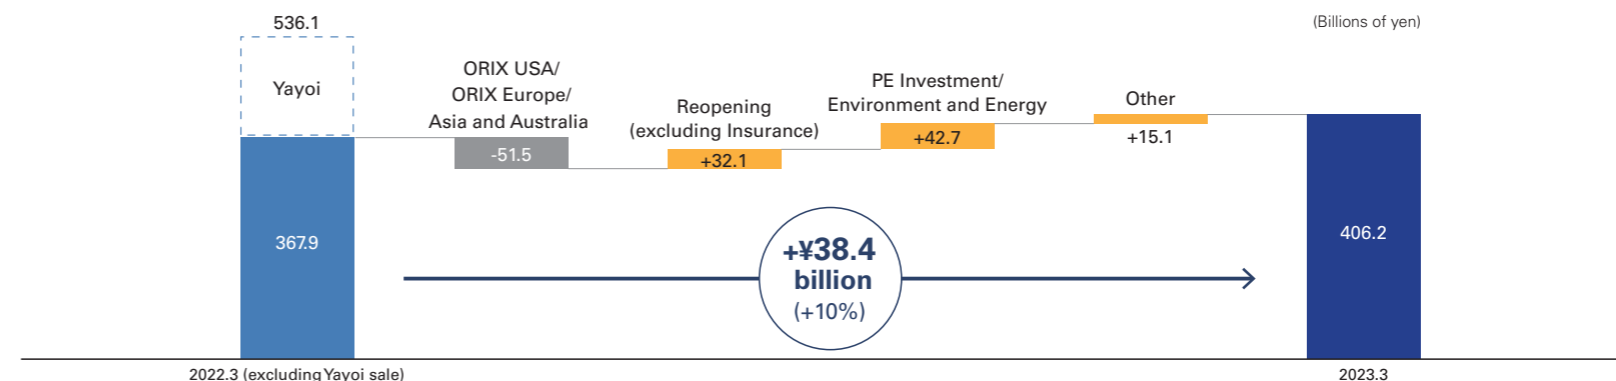 536.1
(Billions of yen)
Yayoi
ORIX USA/
ORIX Europe/
Asia and Australia
-51.5
Reopening
(excluding Insurance)
+32.1
PE Investment/
Environment and Energy
+42.7
Other
+15.1
367.9
406.2
+¥38.4
billion
(+10%)
2022.3 (excluding Yayoi sale)
2023.3